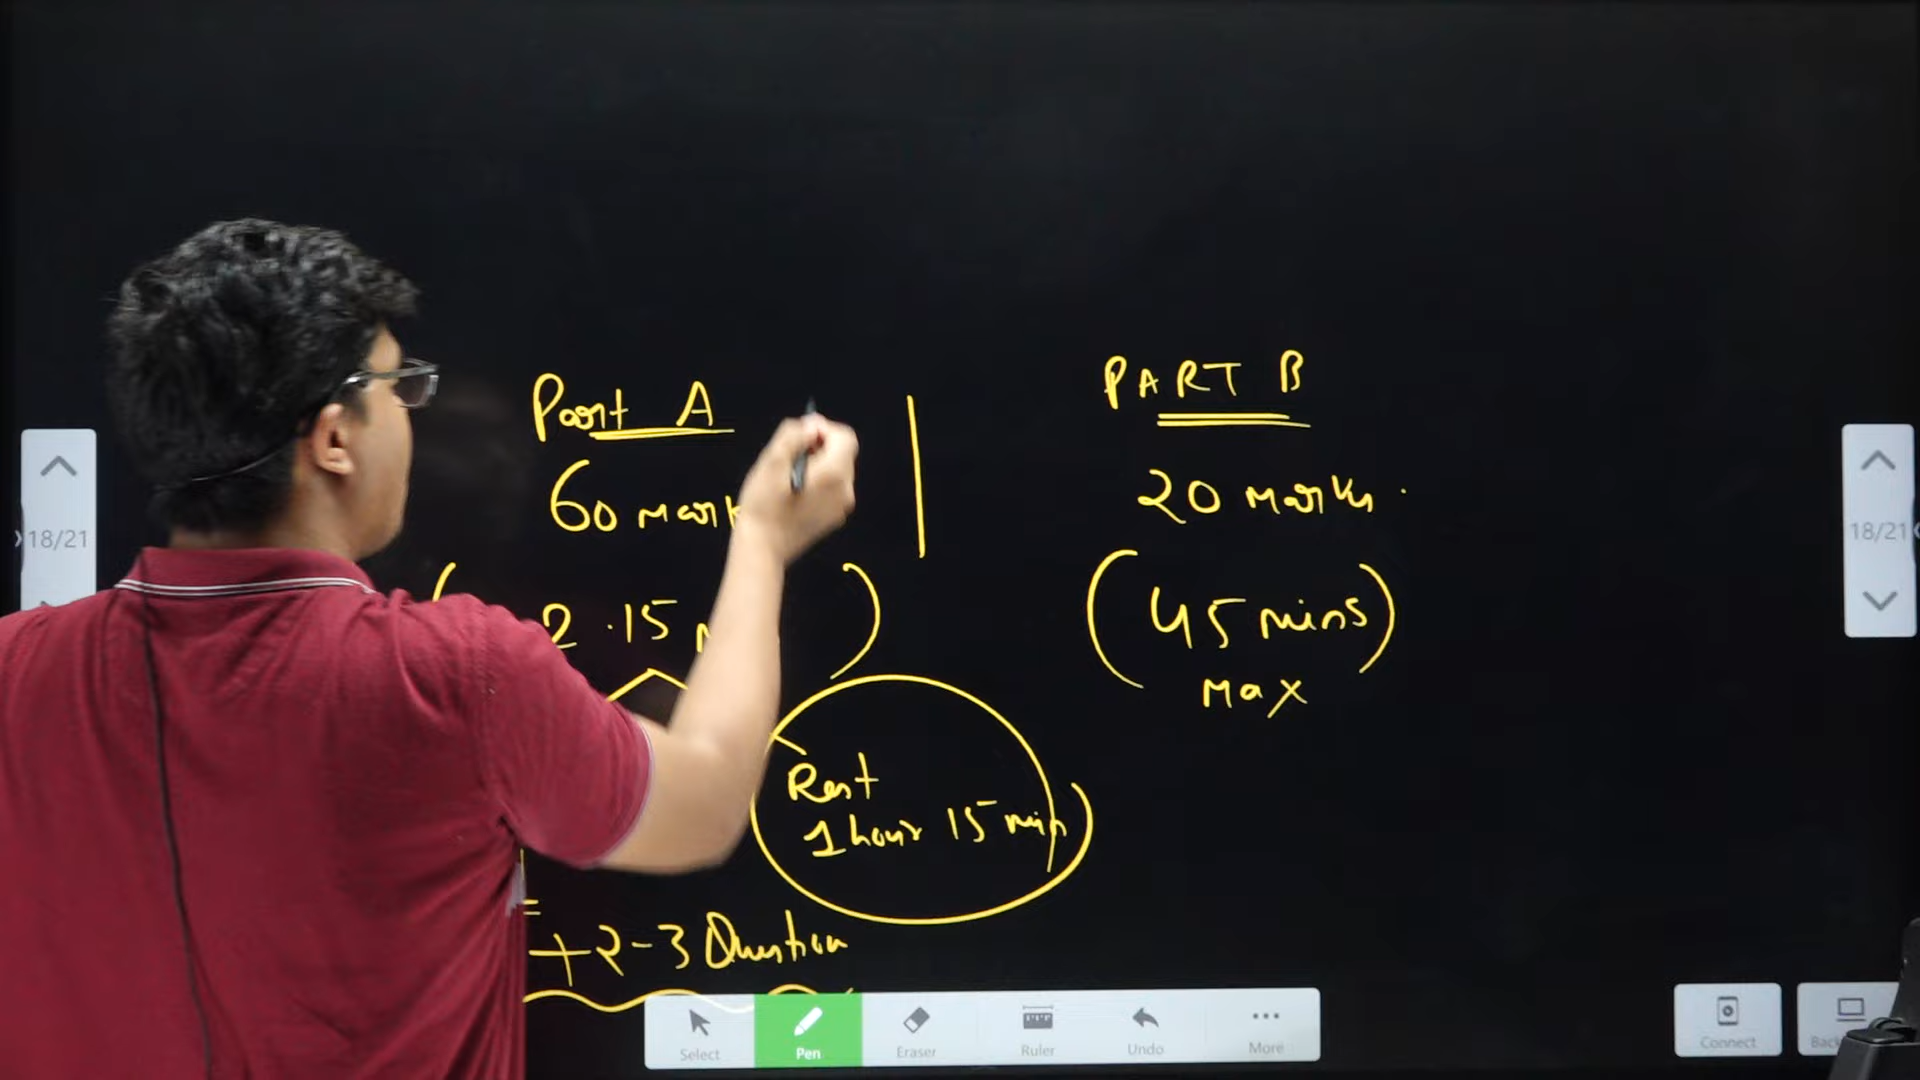 Part A
60 mark
2.15
Rest
1 hour 15 min
+2-3 Question
PART B
20 marks.
(45 mins)
Max
18/21
18/21
Select
Pen
Eraser
Ruler
Undo
More
Connect